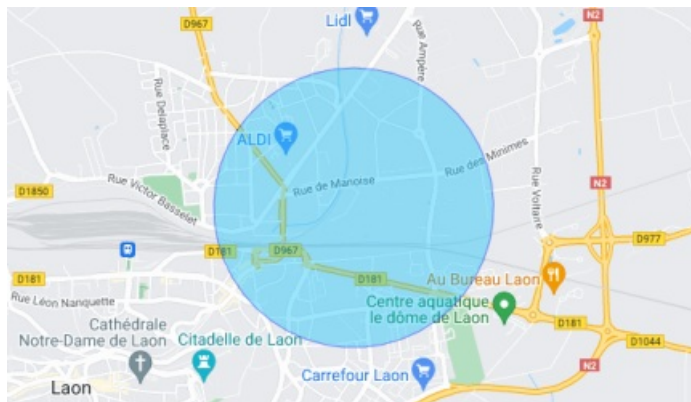 N2
Lidl
D967
Rue Ampère
Rue Delaplace
ALDI
Rue des Minimes
Rue de Manoise
Rue Victor Basselet
D1850
N2
Rue Voltaire
D181
D967
D977
D181
D181
Au Bureau Laon
Rue Léon Nanquette
Centre aquatique
le dôme de Laon
D181
Cathédrale
Notre-Dame de Laon
Citadelle de Laon
D1044
N2
Carrefour Laon
Laon